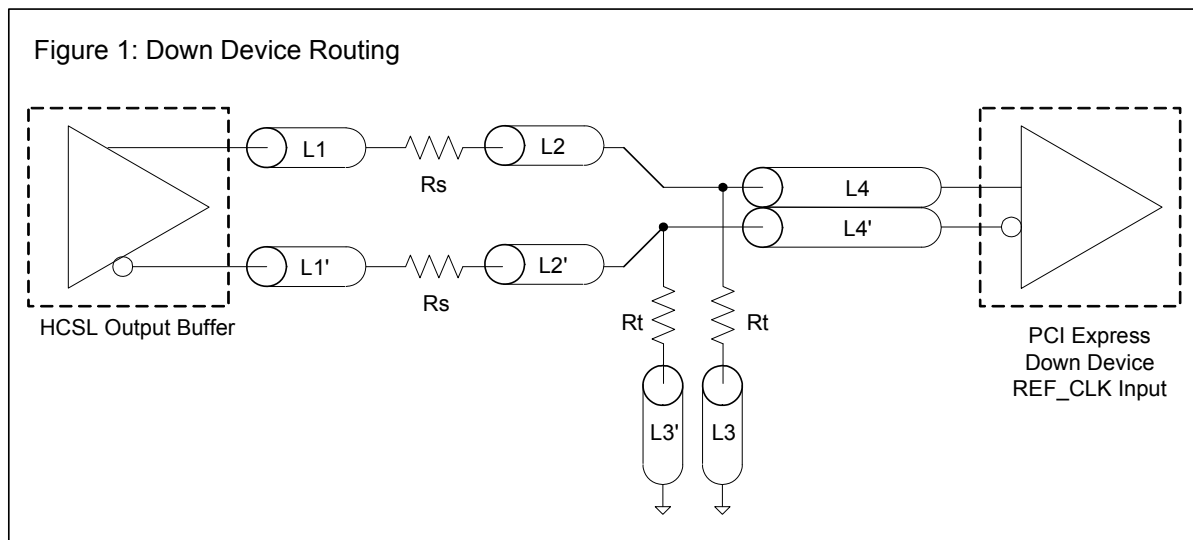 Figure 1: Down Device Routing
L1
Rs
L2
L4
L4'
L1'
Rs
L2'
HCSL Output Buffer
Rt
Rt
L3'
L3
PCI Express
Down Device
REF_CLK Input